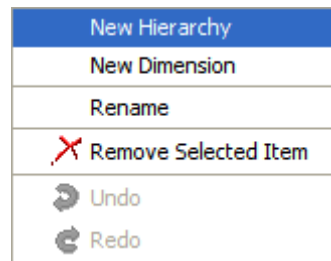 New Hierarchy
New Dimension
Rename
Remove Selected Item
Undo
Redo